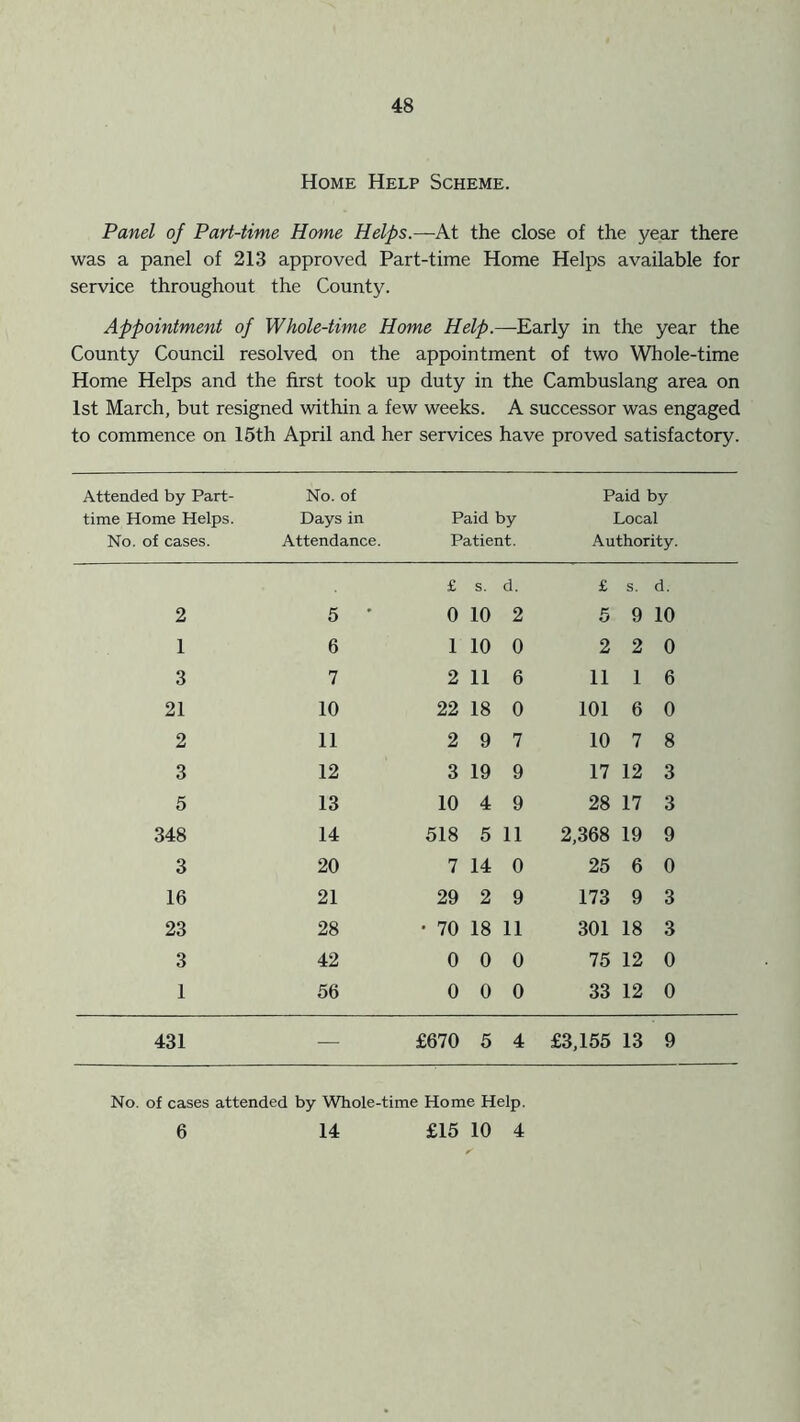 48
HOME HELP SCHEME.
Panel of Part-time Home Helps.—At the close of the year there
was a panel of 213 approved Part-time Home Helps available for
service throughout the County.
Appointment of Whole-time Home Help.—Early in the year the
County Council resolved on the appointment of two Whole-time
Home Helps and the first took up duty in the Cambuslang area on
1st March, but resigned within a few weeks. A successor was engaged
to commence on 15th April and her services have proved satisfactory.
Attended by Part- No. of Paid by
time Home Helps. Days in Paid by Local
No. of cases. Attendance. Patient. Authority.
£ s. d. £ s. d.
2 5 0 10 2 5 9 10
1 6 1 10 0 2 2 0
3 7 2 11 6 11 1 6
21 10 22 18 0 101 6 0
2 11 2 9 7 10 7 8
3 12 3 19 9 17 12 3
5 13 10 4 9 28 17 3
348 14 518 5 11 2,368 19 9
3 20 7 14 0 25 6 0
16 21 29 2 9 173 9 3
23 28 70 18 11 301 18 3
3 42 0 0 0 75 12 0
1 56 0 0 0 33 12 0
431 — £670 5 4 £3,155 13 9
No. of cases attended by Whole-time Home Help.
6 14 £15 10 4